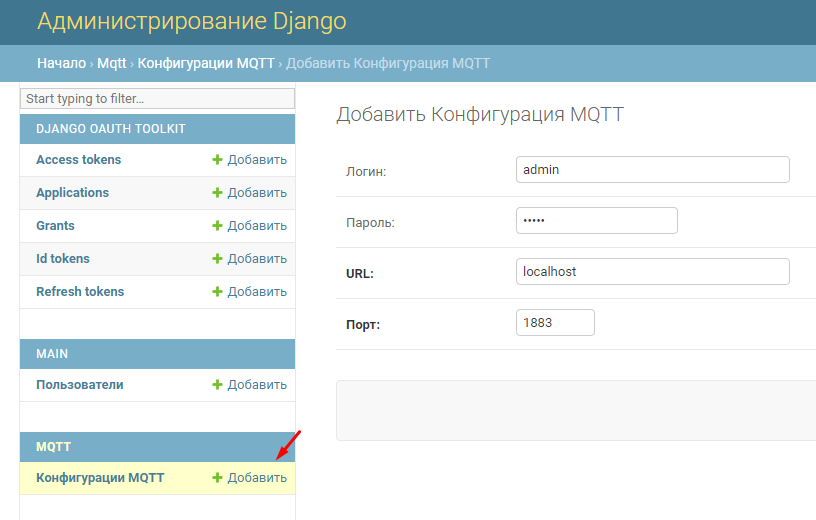 Администрирование Django
Начало › Mqtt › Конфигурации MQTT › Добавить Конфигурация MQTT
Start typing to filter...
DJANGO OAUTH TOOLKIT
Access tokens + Добавить
Applications + Добавить
Grants + Добавить
Id tokens + Добавить
Refresh tokens + Добавить
MAIN
Пользователи + Добавить
MQTT
Конфигурации MQTT + Добавить
Добавить Конфигурация MQTT
Логин: admin
Пароль: •••••
URL: localhost
Порт: 1883